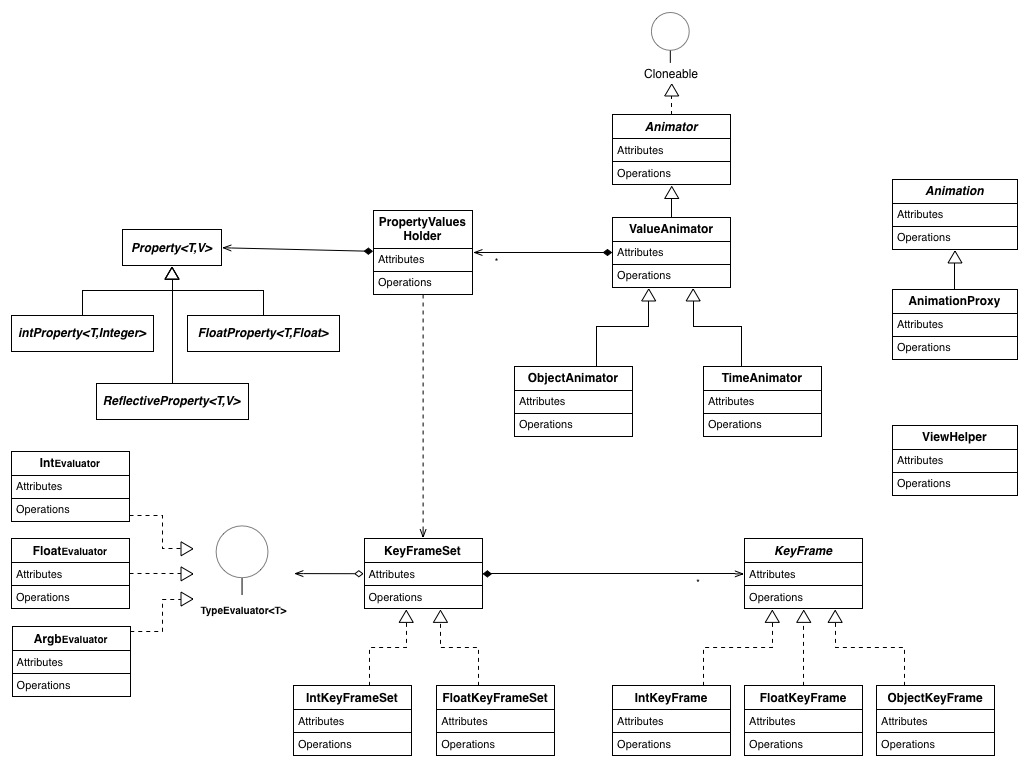 Cloneable
Animator
Attributes
Operations
Animation
Attributes
Operations
PropertyValues
Holder
Attributes
Operations
ValueAnimator
Attributes
Operations
*
Property<T,V>
AnimationProxy
Attributes
Operations
intProperty<T,Integer>
FloatProperty<T,Float>
ObjectAnimator
Attributes
Operations
TimeAnimator
Attributes
Operations
ReflectiveProperty<T,V>
ViewHelper
Attributes
Operations
IntEvaluator
Attributes
Operations
FloatEvaluator
Attributes
Operations
TypeEvaluator<T>
KeyFrameSet
Attributes
Operations
*
KeyFrame
Attributes
Operations
ArgbEvaluator
Attributes
Operations
IntKeyFrameSet
Attributes
Operations
FloatKeyFrameSet
Attributes
Operations
IntKeyFrame
Attributes
Operations
FloatKeyFrame
Attributes
Operations
ObjectKeyFrame
Attributes
Operations